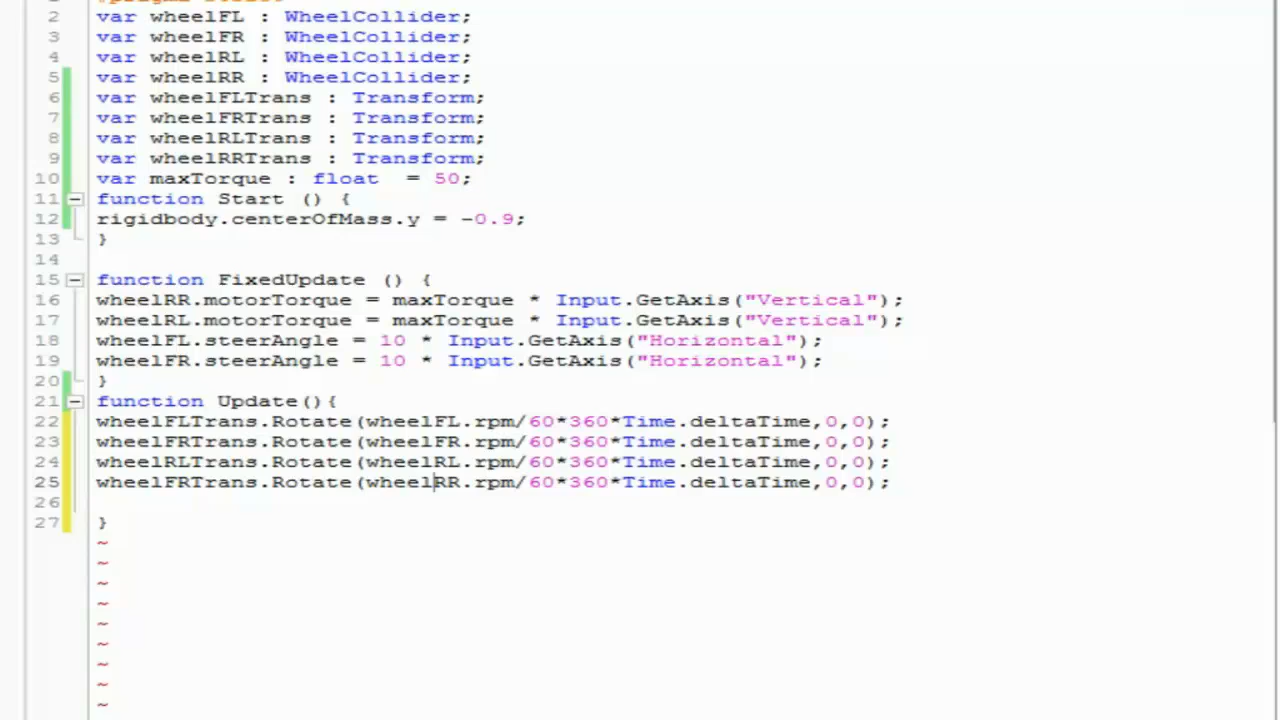 2 var wheelFL : WheelCollider;
3 var wheelFR : WheelCollider;
4 var wheelRL : WheelCollider;
5 var wheelRR : WheelCollider;
6 var wheelFLTrans : Transform;
7 var wheelFRTrans : Transform;
8 var wheelRLTrans : Transform;
9 var wheelRRTrans : Transform;
10 var maxTorque : float  = 50;
11 function Start () {
12 rigidbody.centerOfMass.y = -0.9;
13 }
14
15 function FixedUpdate () {
16 wheelRR.motorTorque = maxTorque * Input.GetAxis("Vertical");
17 wheelRL.motorTorque = maxTorque * Input.GetAxis("Vertical");
18 wheelFL.steerAngle = 10 * Input.GetAxis("Horizontal");
19 wheelFR.steerAngle = 10 * Input.GetAxis("Horizontal");
20 }
21 function Update(){
22 wheelFLTrans.Rotate(wheelFL.rpm/60*360*Time.deltaTime,0,0);
23 wheelFRTrans.Rotate(wheelFR.rpm/60*360*Time.deltaTime,0,0);
24 wheelRLTrans.Rotate(wheelRL.rpm/60*360*Time.deltaTime,0,0);
25 wheelFRTrans.Rotate(wheelRR.rpm/60*360*Time.deltaTime,0,0);
26
27 }
~
~
~
~
~
~
~
~
~